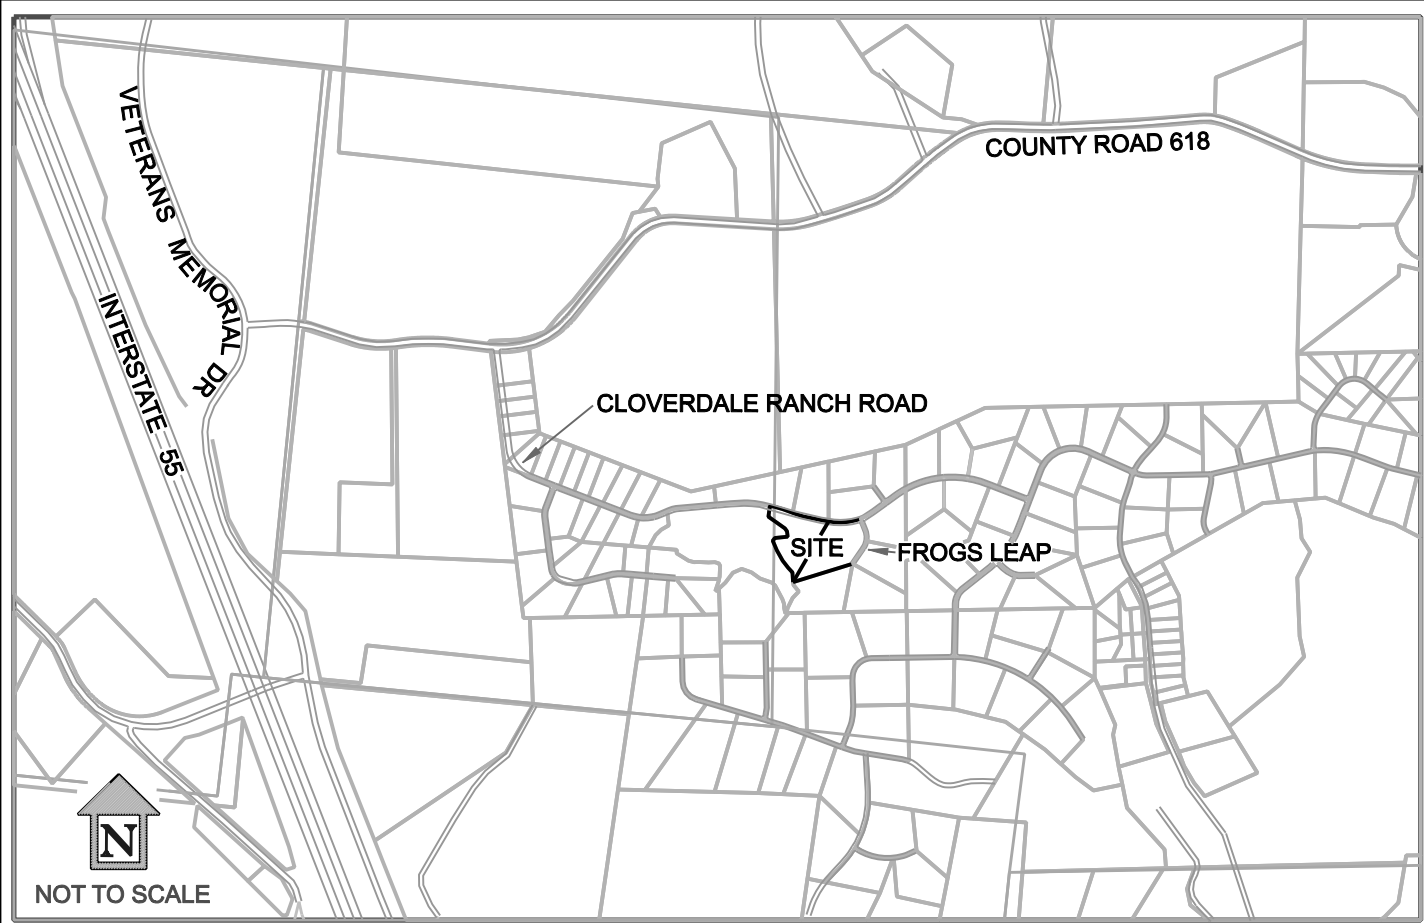 VETERANS MEMORIAL DR
COUNTY ROAD 618
INTERSTATE 55
CLOVERDALE RANCH ROAD
SITE
FROGS LEAP
N
NOT TO SCALE